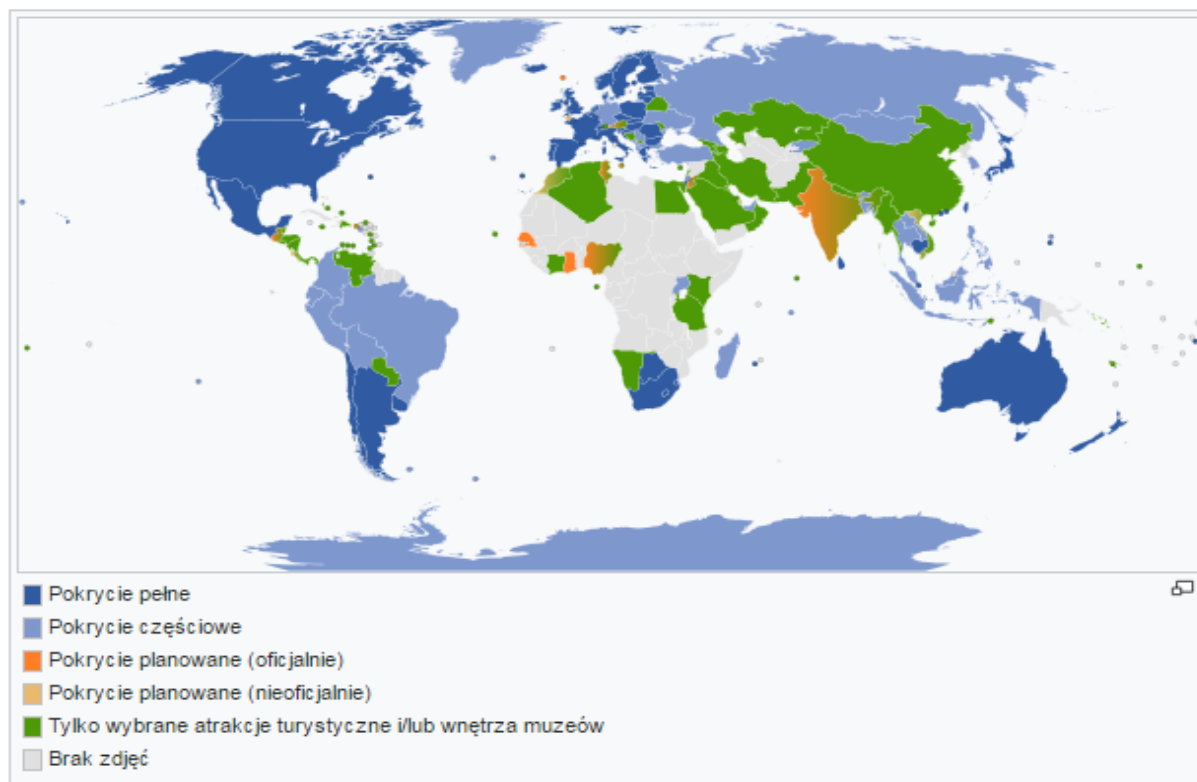 Pokrycie pełne
Pokrycie częściowe
Pokrycie planowane (oficjalnie)
Pokrycie planowane (nieoficjalnie)
Tylko wybrane atrakcje turystyczne i/lub wnętrza muzeów
Brak zdjęć